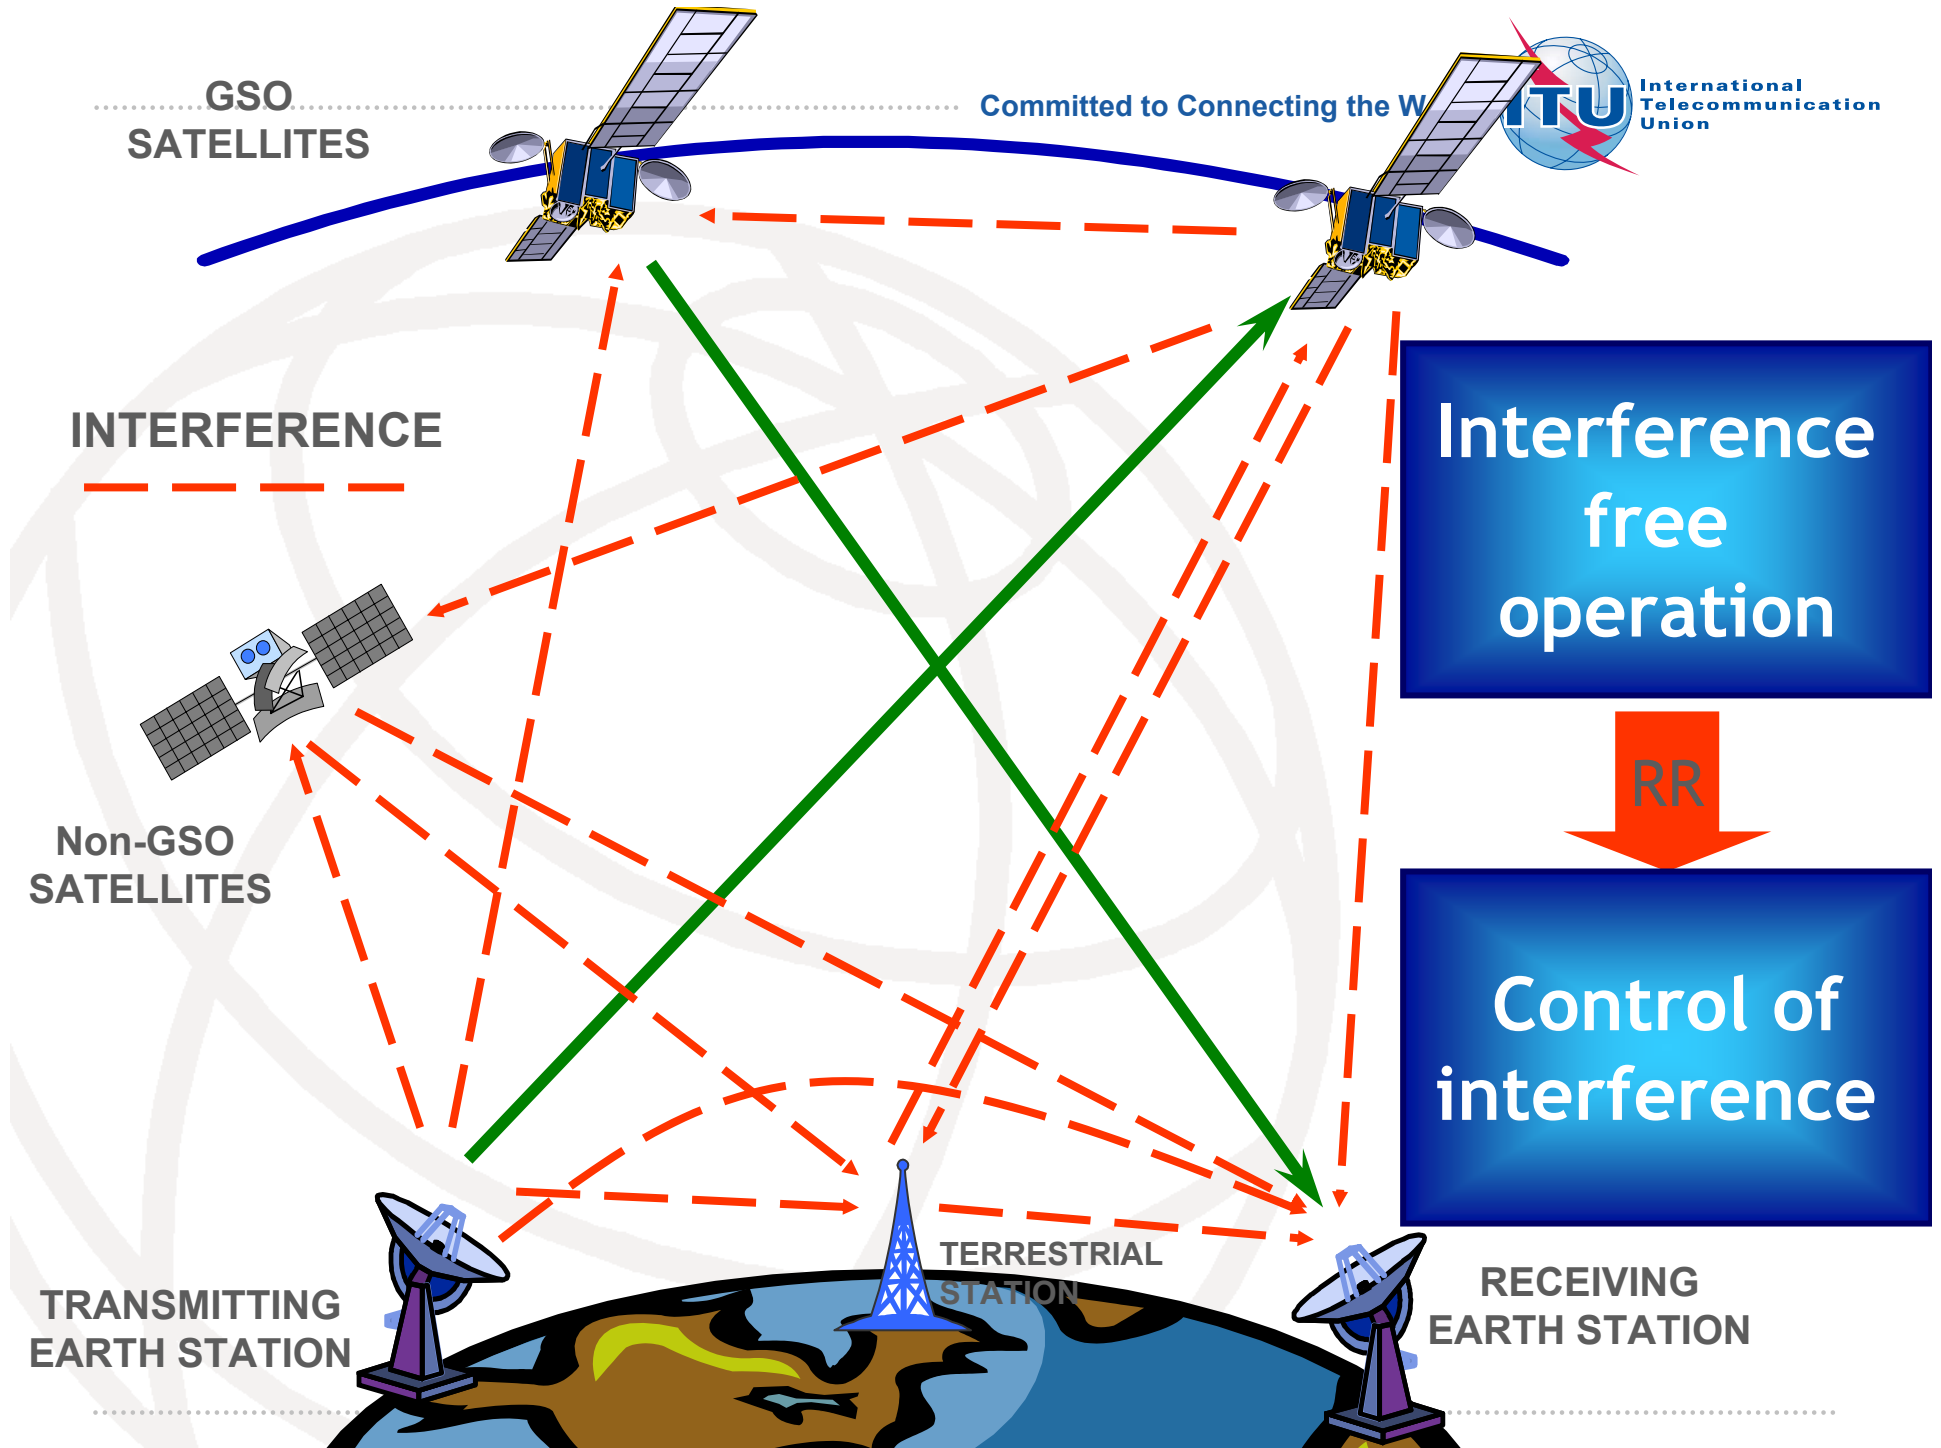 GSO
SATELLITES
Committed to Connecting the W
ITU
International
Telecommunication
Union
INTERFERENCE
Interference
free
operation
RR
Non-GSO
SATELLITES
Control of
interference
TERRESTRIAL
STATION
TRANSMITTING
EARTH STATION
RECEIVING
EARTH STATION